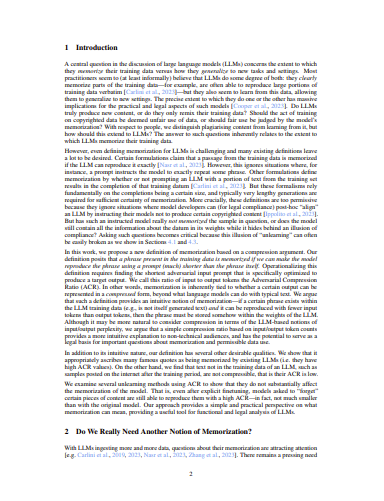 1 Introduction
A central question in the discussion of large language models (LLMs) concerns the extent to which
they memorize their training data versus how they generalize to new tasks and settings. Most
practitioners seem to (at least informally) believe that LLMs do some degree of both: they clearly
memorize parts of the training data—for example, are often able to reproduce large portions of
training data verbatim [Carlini et al., 2023]—but they also seem to learn from this data, allowing
them to generalize to new settings. The precise extent to which they do one or the other has massive
implications for the practical and legal aspects of such models [Cooper et al., 2023]. Do LLMs
truly produce new content, or do they only remix their training data? Should the act of training
on copyrighted data be deemed unfair use of data, or should fair use be judged by the model's
memorization? With respect to people, we distinguish plagiarising content from learning from it, but
how should this extend to LLMs? The answer to such questions inherently relates to the extent to
which LLMs memorize their training data.
However, even defining memorization for LLMs is challenging and many existing definitions leave
a lot to be desired. Certain formulations claim that a passage from the training data is memorized
if the LLM can reproduce it exactly [Nasr et al., 2023]. However, this ignores situations where, for
instance, a prompt instructs the model to exactly repeat some phrase. Other formulations define
memorization by whether or not prompting an LLM with a portion of text from the training set
results in the completion of that training datum [Carlini et al., 2023]. But these formalisms rely
fundamentally on the completions being a certain size, and typically very lengthy generations are
required for sufficient certainty of memorization. More crucially, these definitions are too permissive
because they ignore situations where model developers can (for legal compliance) post-hoc "align"
an LLM by instructing their models not to produce certain copyrighted content [Ippolito et al., 2023].
But has such an instructed model really not memorized the sample in question, or does the model
still contain all the information about the datum in its weights while it hides behind an illusion of
compliance? Asking such questions becomes critical because this illusion of "unlearning" can often
be easily broken as we show in Sections 4.1 and 4.3.
In this work, we propose a new definition of memorization based on a compression argument. Our
definition posits that a phrase present in the training data is memorized if we can make the model
reproduce the phrase using a prompt (much) shorter than the phrase itself. Operationalizing this
definition requires finding the shortest adversarial input prompt that is specifically optimized to
produce a target output. We call this ratio of input to output tokens the Adversarial Compression
Ratio (ACR). In other words, memorization is inherently tied to whether a certain output can be
represented in a compressed form, beyond what language models can do with typical text. We argue
that such a definition provides an intuitive notion of memorization—if a certain phrase exists within
the LLM training data (e.g., is not itself generated text) and it can be reproduced with fewer input
tokens than output tokens, then the phrase must be stored somehow within the weights of the LLM.
Although it may be more natural to consider compression in terms of the LLM-based notions of
input/output perplexity, we argue that a simple compression ratio based on input/output token counts
provides a more intuitive explanation to non-technical audiences, and has the potential to serve as a
legal basis for important questions about memorization and permissible data use.
In addition to its intuitive nature, our definition has several other desirable qualities. We show that it
appropriately ascribes many famous quotes as being memorized by existing LLMs (i.e. they have
high ACR values). On the other hand, we find that text not in the training data of an LLM, such as
samples posted on the internet after the training period, are not compressible, that is their ACR is low.
We examine several unlearning methods using ACR to show that they do not substantially affect
the memorization of the model. That is, even after explicit finetuning, models asked to "forget"
certain pieces of content are still able to reproduce them with a high ACR—in fact, not much smaller
than with the original model. Our approach provides a simple and practical perspective on what
memorization can mean, providing a useful tool for functional and legal analysis of LLMs.
2 Do We Really Need Another Notion of Memorization?
With LLMs ingesting more and more data, questions about their memorization are attracting attention
[e.g. Carlini et al., 2019, 2023, Nasr et al., 2023, Zhang et al., 2023]. There remains a pressing need
2